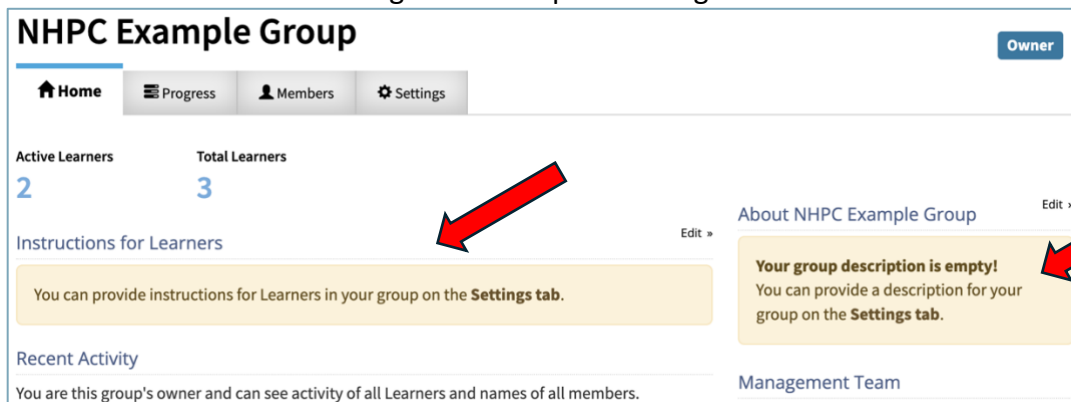 NHPC Example Group
Owner
Home
Progress
Members
Settings
Active Learners
Total Learners
2
3
Instructions for Learners
Edit »
You can provide instructions for Learners in your group on the Settings tab.
Recent Activity
You are this group's owner and can see activity of all Learners and names of all members.
About NHPC Example Group
Edit »
Your group description is empty!
You can provide a description for your
group on the Settings tab.
Management Team